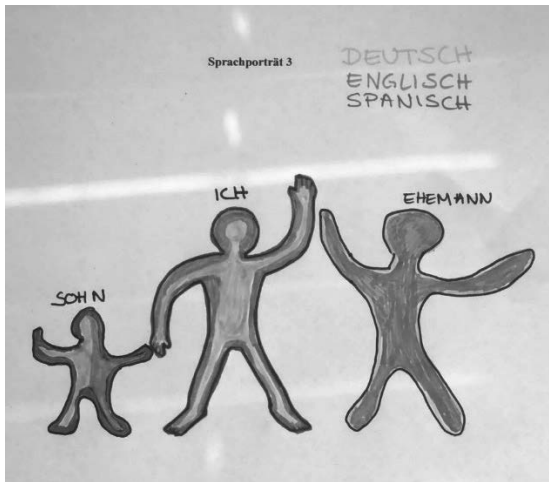 Sprachporträt 3
DEUTSCH
ENGLISCH
SPANISCH
ICH
EHEMANN
SOHN